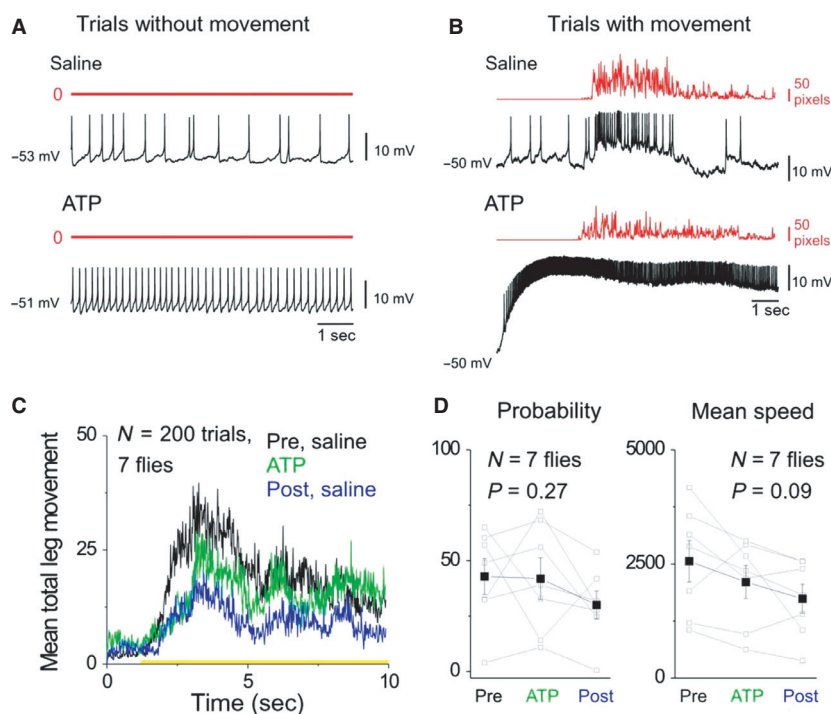 A
Trials without movement
Saline
0
−53 mV
10 mV
ATP
0
−51 mV
10 mV
1 sec
B
Trials with movement
Saline
50
pixels
−50 mV
10 mV
ATP
50
pixels
10 mV
1 sec
−50 mV
C
N = 200 trials,
7 flies
Pre, saline
ATP
Post, saline
Mean total leg movement
50
25
0
0 5 10
Time (sec)
D
Probability
N = 7 flies
P = 0.27
100
50
0
Pre ATP Post
Mean speed
N = 7 flies
P = 0.09
5000
2500
0
Pre ATP Post